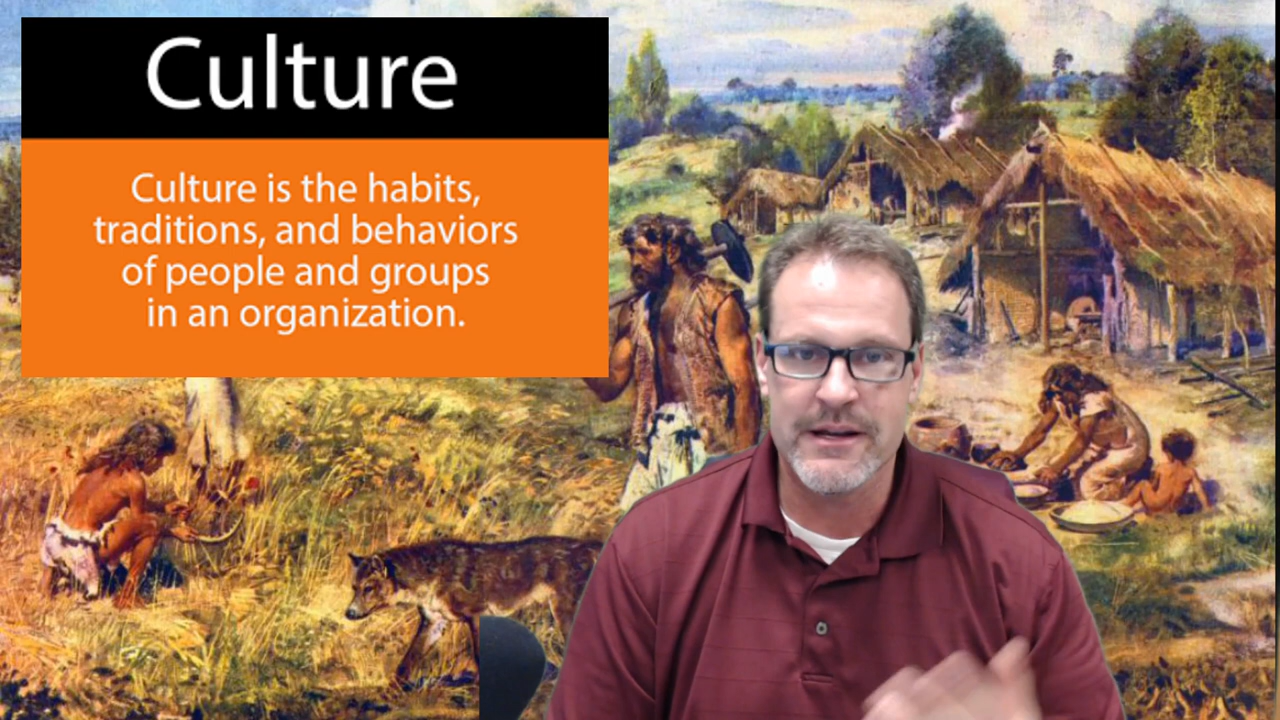 Culture
Culture is the habits,
traditions, and behaviors
of people and groups
in an organization.